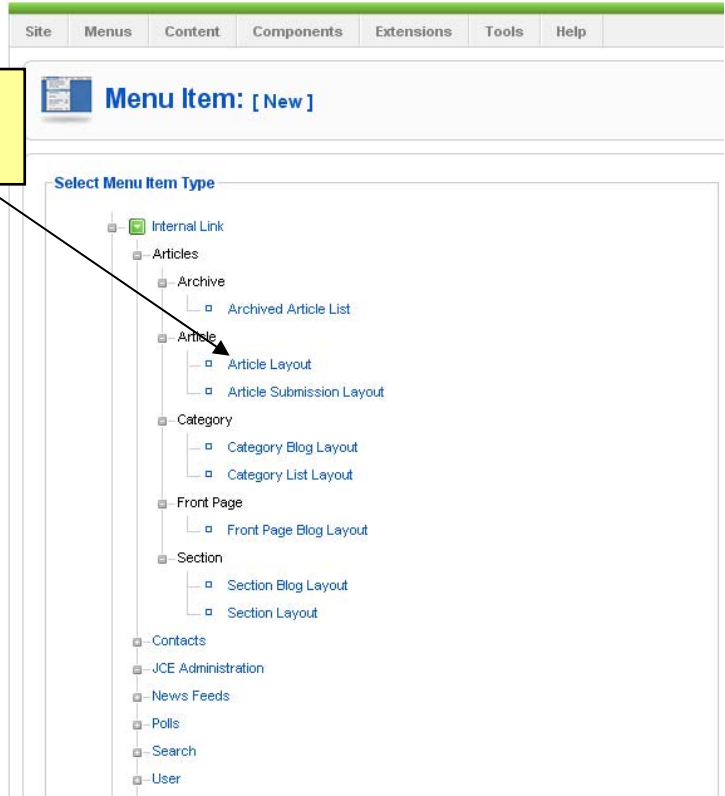 Site Menus Content Components Extensions Tools Help
Menu Item: [ New ]
Select Menu Item Type
Internal Link
Articles
Archive
Archived Article List
Article
Article Layout
Article Submission Layout
Category
Category Blog Layout
Category List Layout
Front Page
Front Page Blog Layout
Section
Section Blog Layout
Section Layout
Contacts
JCE Administration
News Feeds
Polls
Search
User